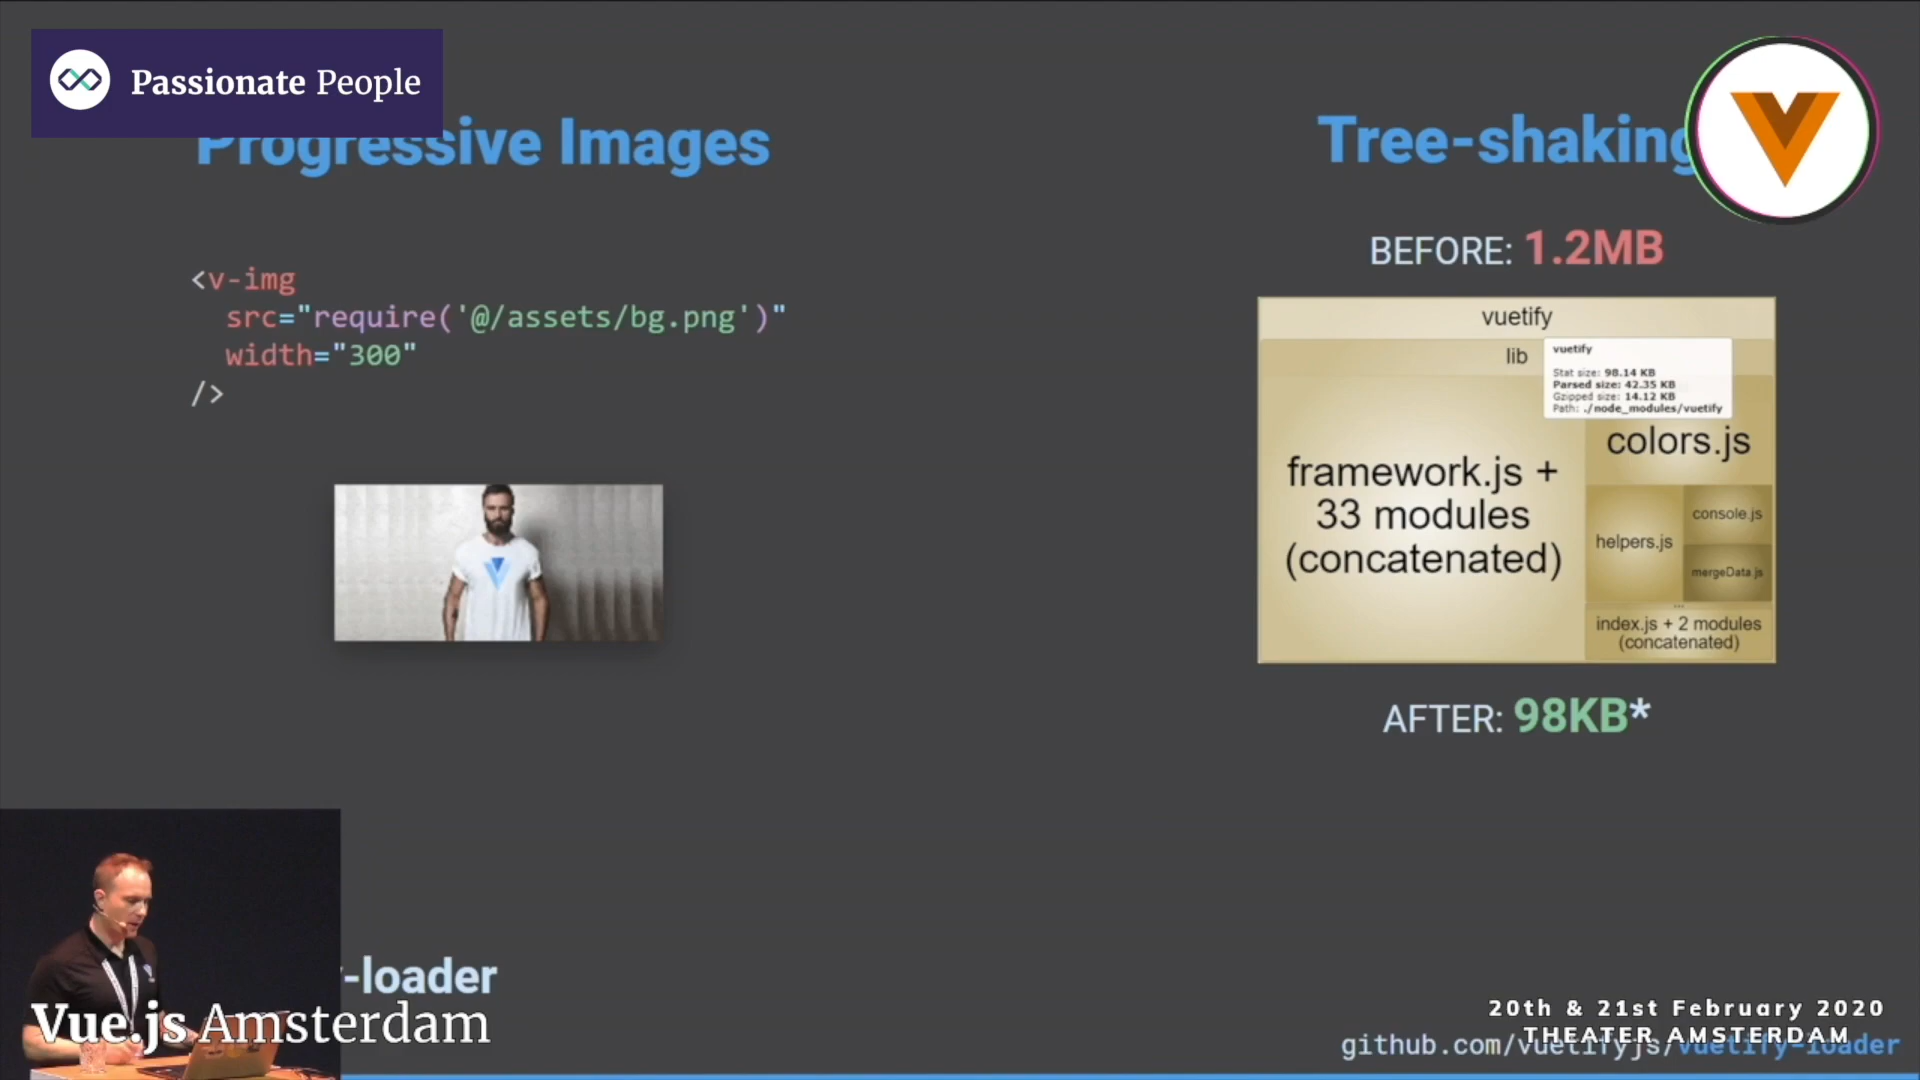 Passionate People
Progressive Images
<v-img
src="require('@/assets/bg.png')"
width="300"
/>
Tree-shaking
BEFORE: 1.2MB
vuetify
lib
vuetify
Stat size: 98.14 KB
Parsed size: 42.35 KB
Gzipped size: 14.12 KB
Path: ./node_modules/vuetify
framework.js +
33 modules
(concatenated)
colors.js
helpers.js
console.js
mergeData.js
index.js + 2 modules
(concatenated)
AFTER: 98KB*
-loader
Vue.js Amsterdam
20th & 21st February 2020
THEATER AMSTERDAM
github.com/vuetifyjs/vuetify-loader